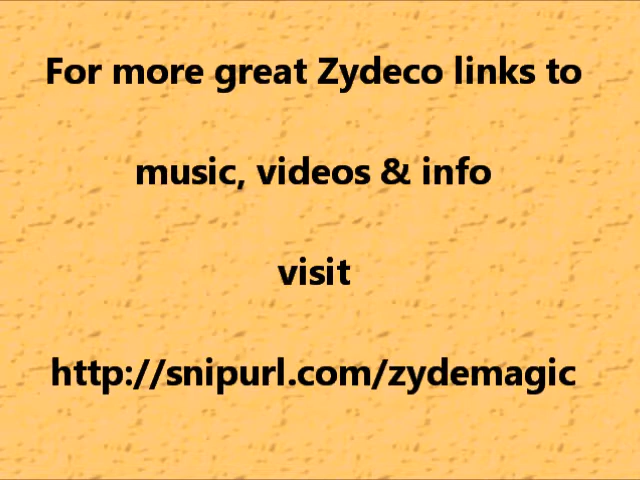 For more great Zydeco links to
music, videos & info
visit
http://snipurl.com/zydemagic